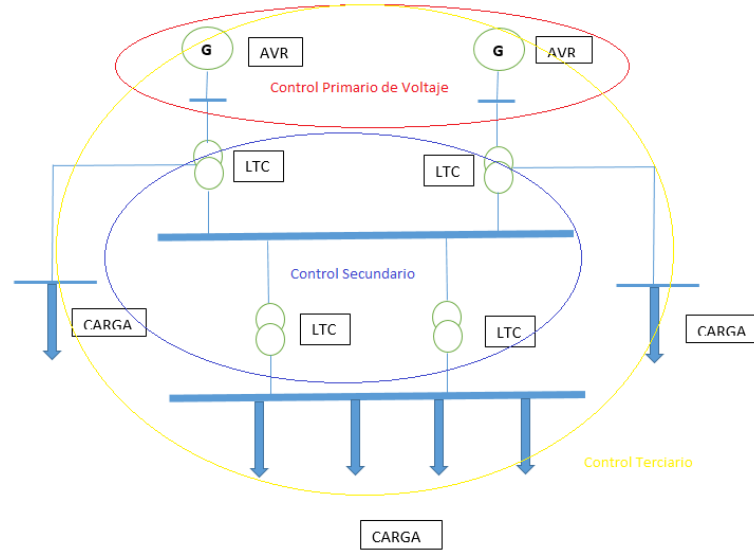 G
AVR
G
AVR
Control Primario de Voltaje
LTC
LTC
Control Secundario
CARGA
LTC
LTC
CARGA
Control Terciario
CARGA